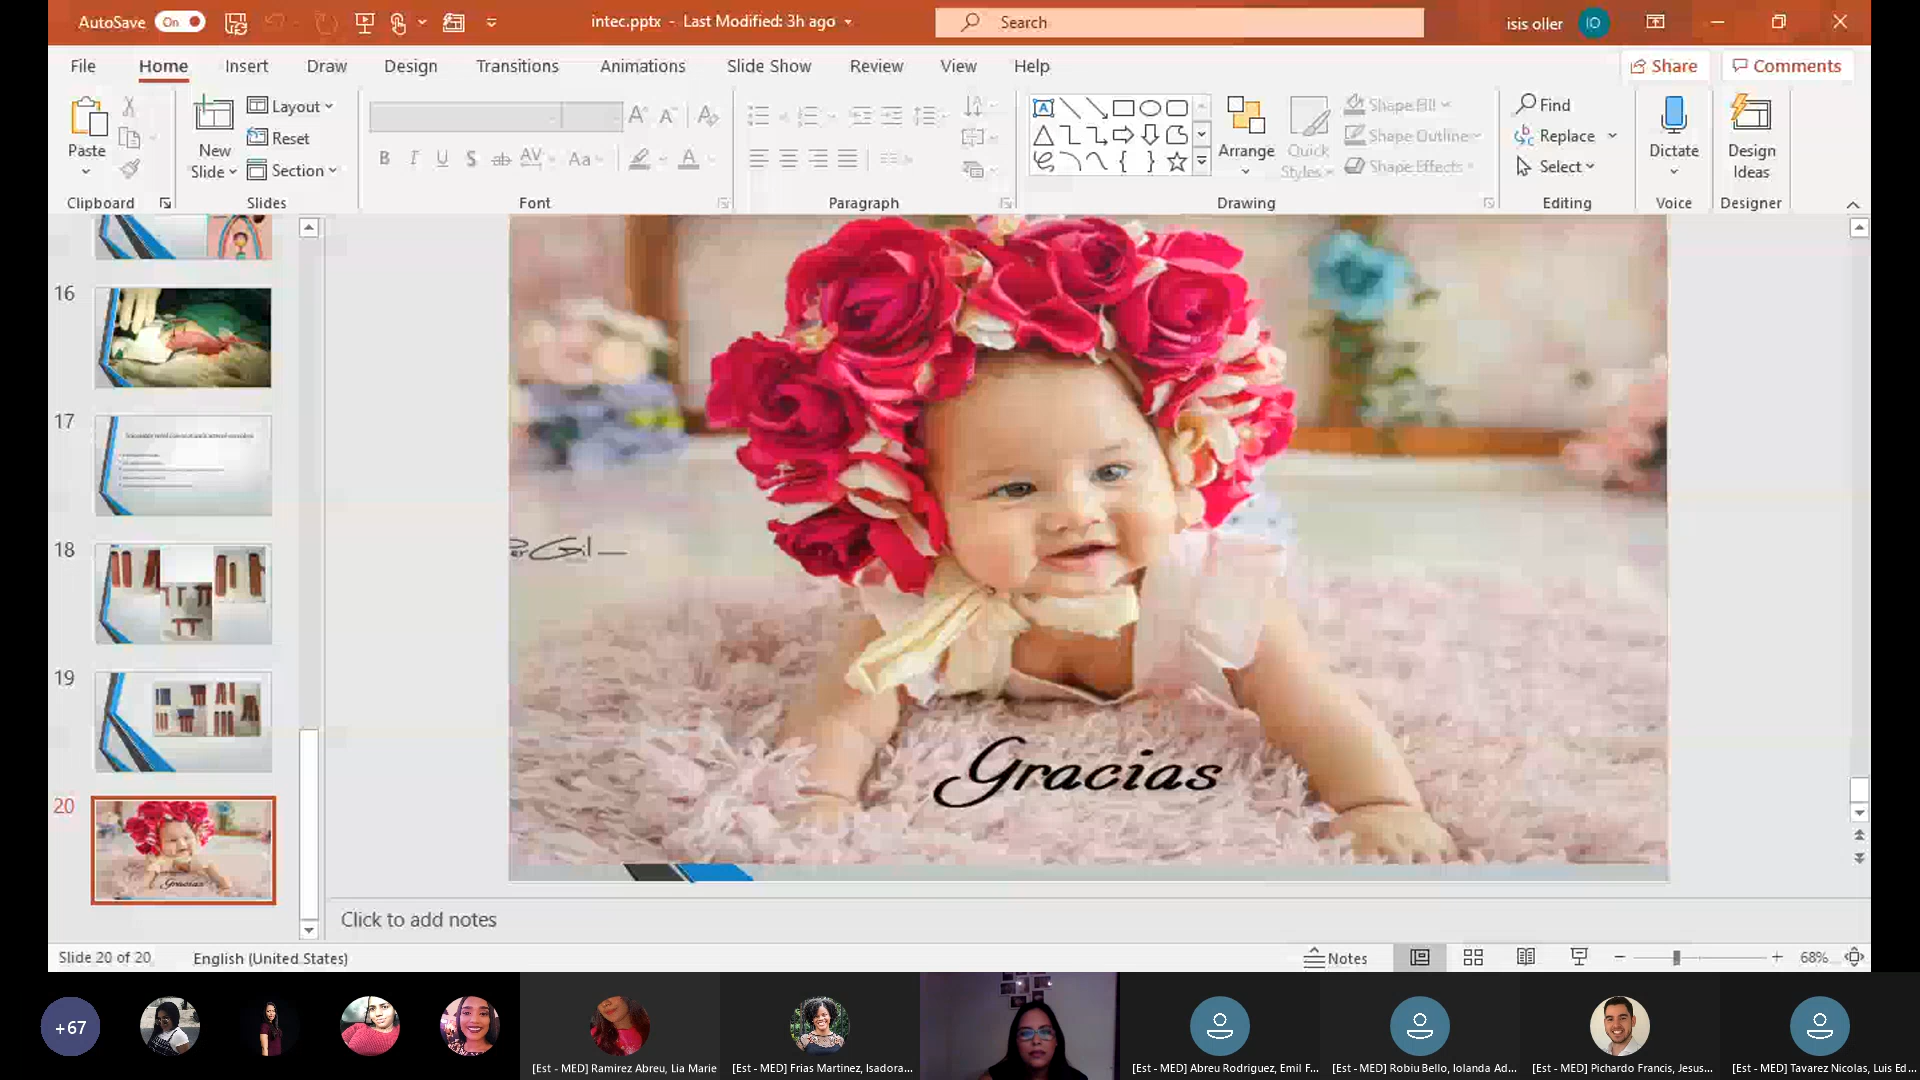 AutoSave On intec.pptx - Last Modified: 3h ago Search isis oller IO
File Home Insert Draw Design Transitions Animations Slide Show Review View Help Share Comments
Paste
New
Slide
Layout
Reset
Section
B I U S ab AV Aa A
Arrange
Quick
Styles
Shape Fill
Shape Outline
Shape Effects
Find
Replace
Select
Dictate
Design
Ideas
Clipboard Slides Font Paragraph Drawing Editing Voice Designer
16
17
18
19
20
Gil
Gracias
Gracias
Click to add notes
Slide 20 of 20 English (United States) Notes 68%
+67
[Est - MED] Ramirez Abreu, Lia Marie
[Est - MED] Frias Martinez, Isadora...
[Est - MED] Abreu Rodriguez, Emil F...
[Est - MED] Robiu Bello, Iolanda Ad...
[Est - MED] Pichardo Francis, Jesus...
[Est - MED] Tavarez Nicolas, Luis Ed...